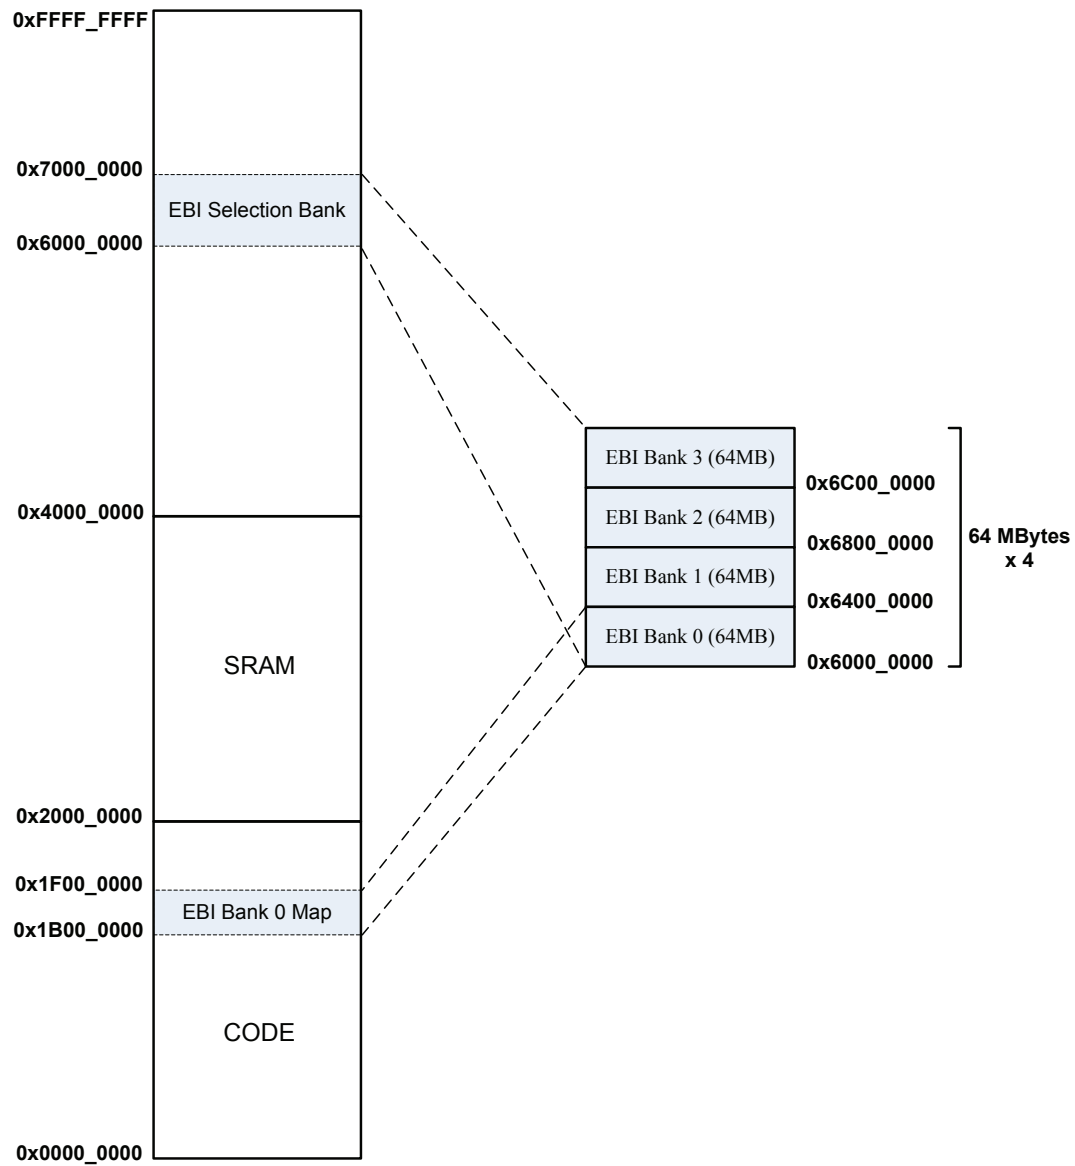 0xFFFF_FFFF
0x7000_0000
EBI Selection Bank
0x6000_0000
EBI Bank 3 (64MB)
0x6C00_0000
EBI Bank 2 (64MB)
0x4000_0000
64 MBytes
x 4
0x6800_0000
EBI Bank 1 (64MB)
0x6400_0000
EBI Bank 0 (64MB)
0x6000_0000
SRAM
0x2000_0000
0x1F00_0000
EBI Bank 0 Map
0x1B00_0000
CODE
0x0000_0000